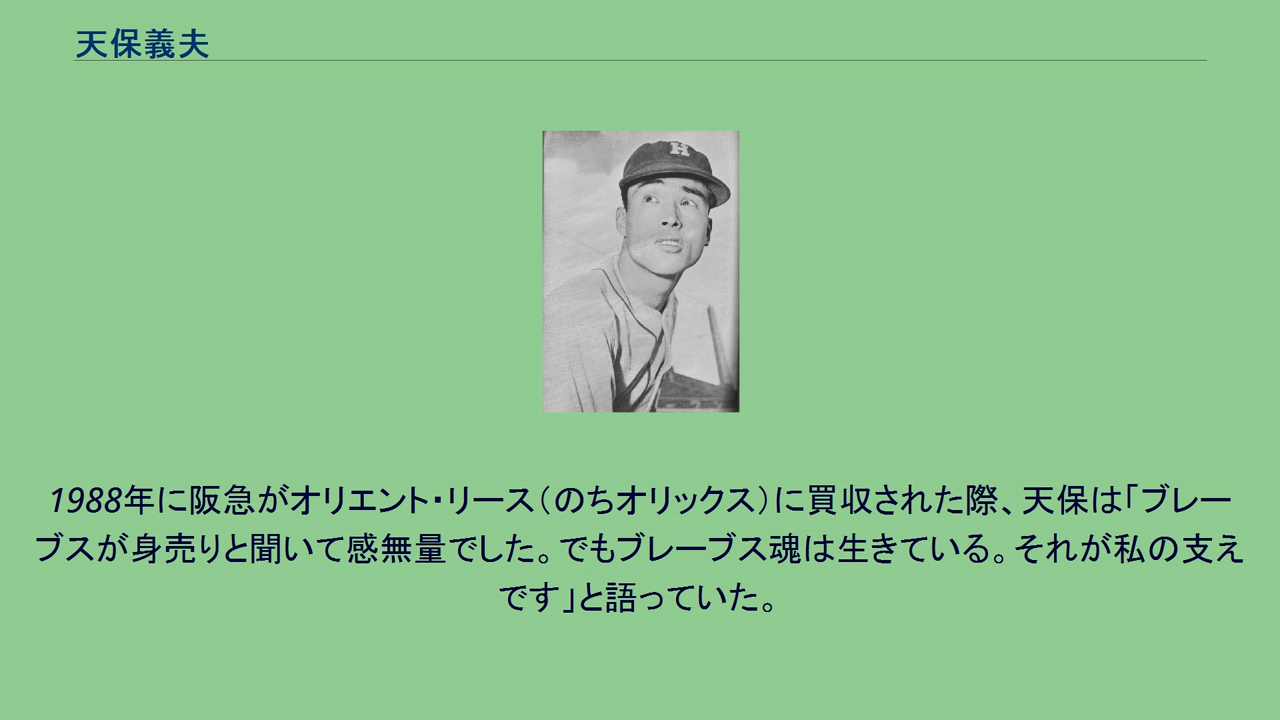 天保義夫
H
1988年に阪急がオリエント・リース（のちオリックス）に買収された際、天保は「ブレー
ブスが身売りと聞いて感無量でした。でもブレーブス魂は生きている。それが私の支え
です」と語っていた。